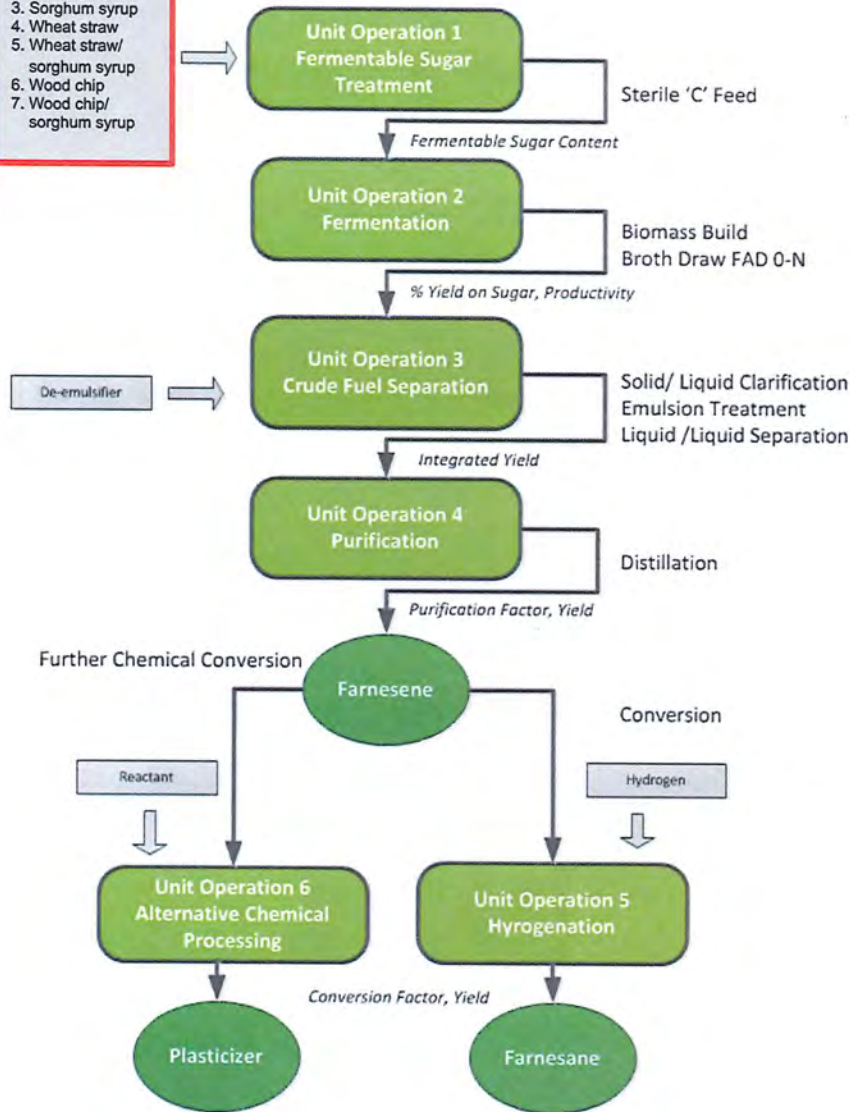 3. Sorghum syrup
4. Wheat straw
5. Wheat straw/
sorghum syrup
6. Wood chip
7. Wood chip/
sorghum syrup
Unit Operation 1
Fermentable Sugar
Treatment
Sterile 'C' Feed
Fermentable Sugar Content
Unit Operation 2
Fermentation
Biomass Build
Broth Draw FAD 0-N
% Yield on Sugar, Productivity
De-emulsifier
Unit Operation 3
Crude Fuel Separation
Solid/ Liquid Clarification
Emulsion Treatment
Liquid /Liquid Separation
Integrated Yield
Unit Operation 4
Purification
Distillation
Purification Factor, Yield
Further Chemical Conversion
Farnesene
Conversion
Reactant
Hydrogen
Unit Operation 6
Alternative Chemical
Processing
Unit Operation 5
Hyrogenation
Conversion Factor, Yield
Plasticizer
Farnesane